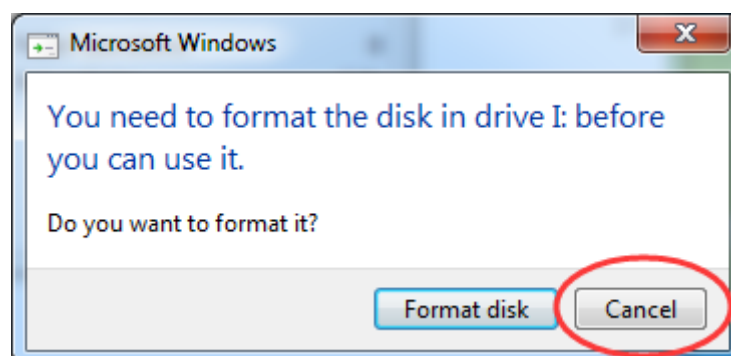 Microsoft Windows
You need to format the disk in drive I: before
you can use it.
Do you want to format it?
Format disk
Cancel